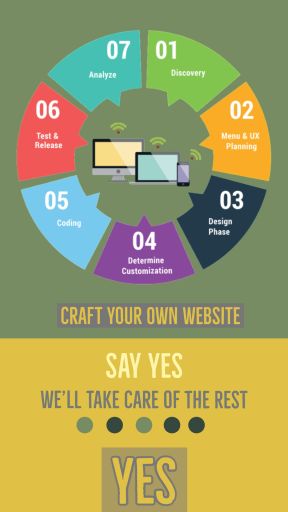 01
Discovery
02
Menu & UX
Planning
03
Design
Phase
04
Determine
Customization
05
Coding
06
Test &
Release
07
Analyze
CRAFT YOUR OWN WEBSITE
SAY YES
WE'LL TAKE CARE OF THE REST
YES